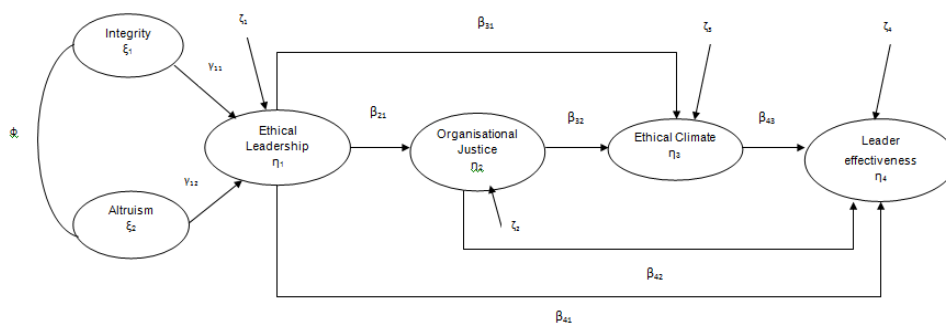 Integrity
ξ₁
ζ₁
β₃₁
ζ₃
ζ₄
γ₁₁
ϕ
Ethical
Leadership
η₁
β₂₁
Organisational
Justice
η₂
β₃₂
Ethical Climate
η₃
β₄₃
Leader
effectiveness
η₄
γ₁₂
Altruism
ξ₂
ζ₂
β₄₂
β₄₁